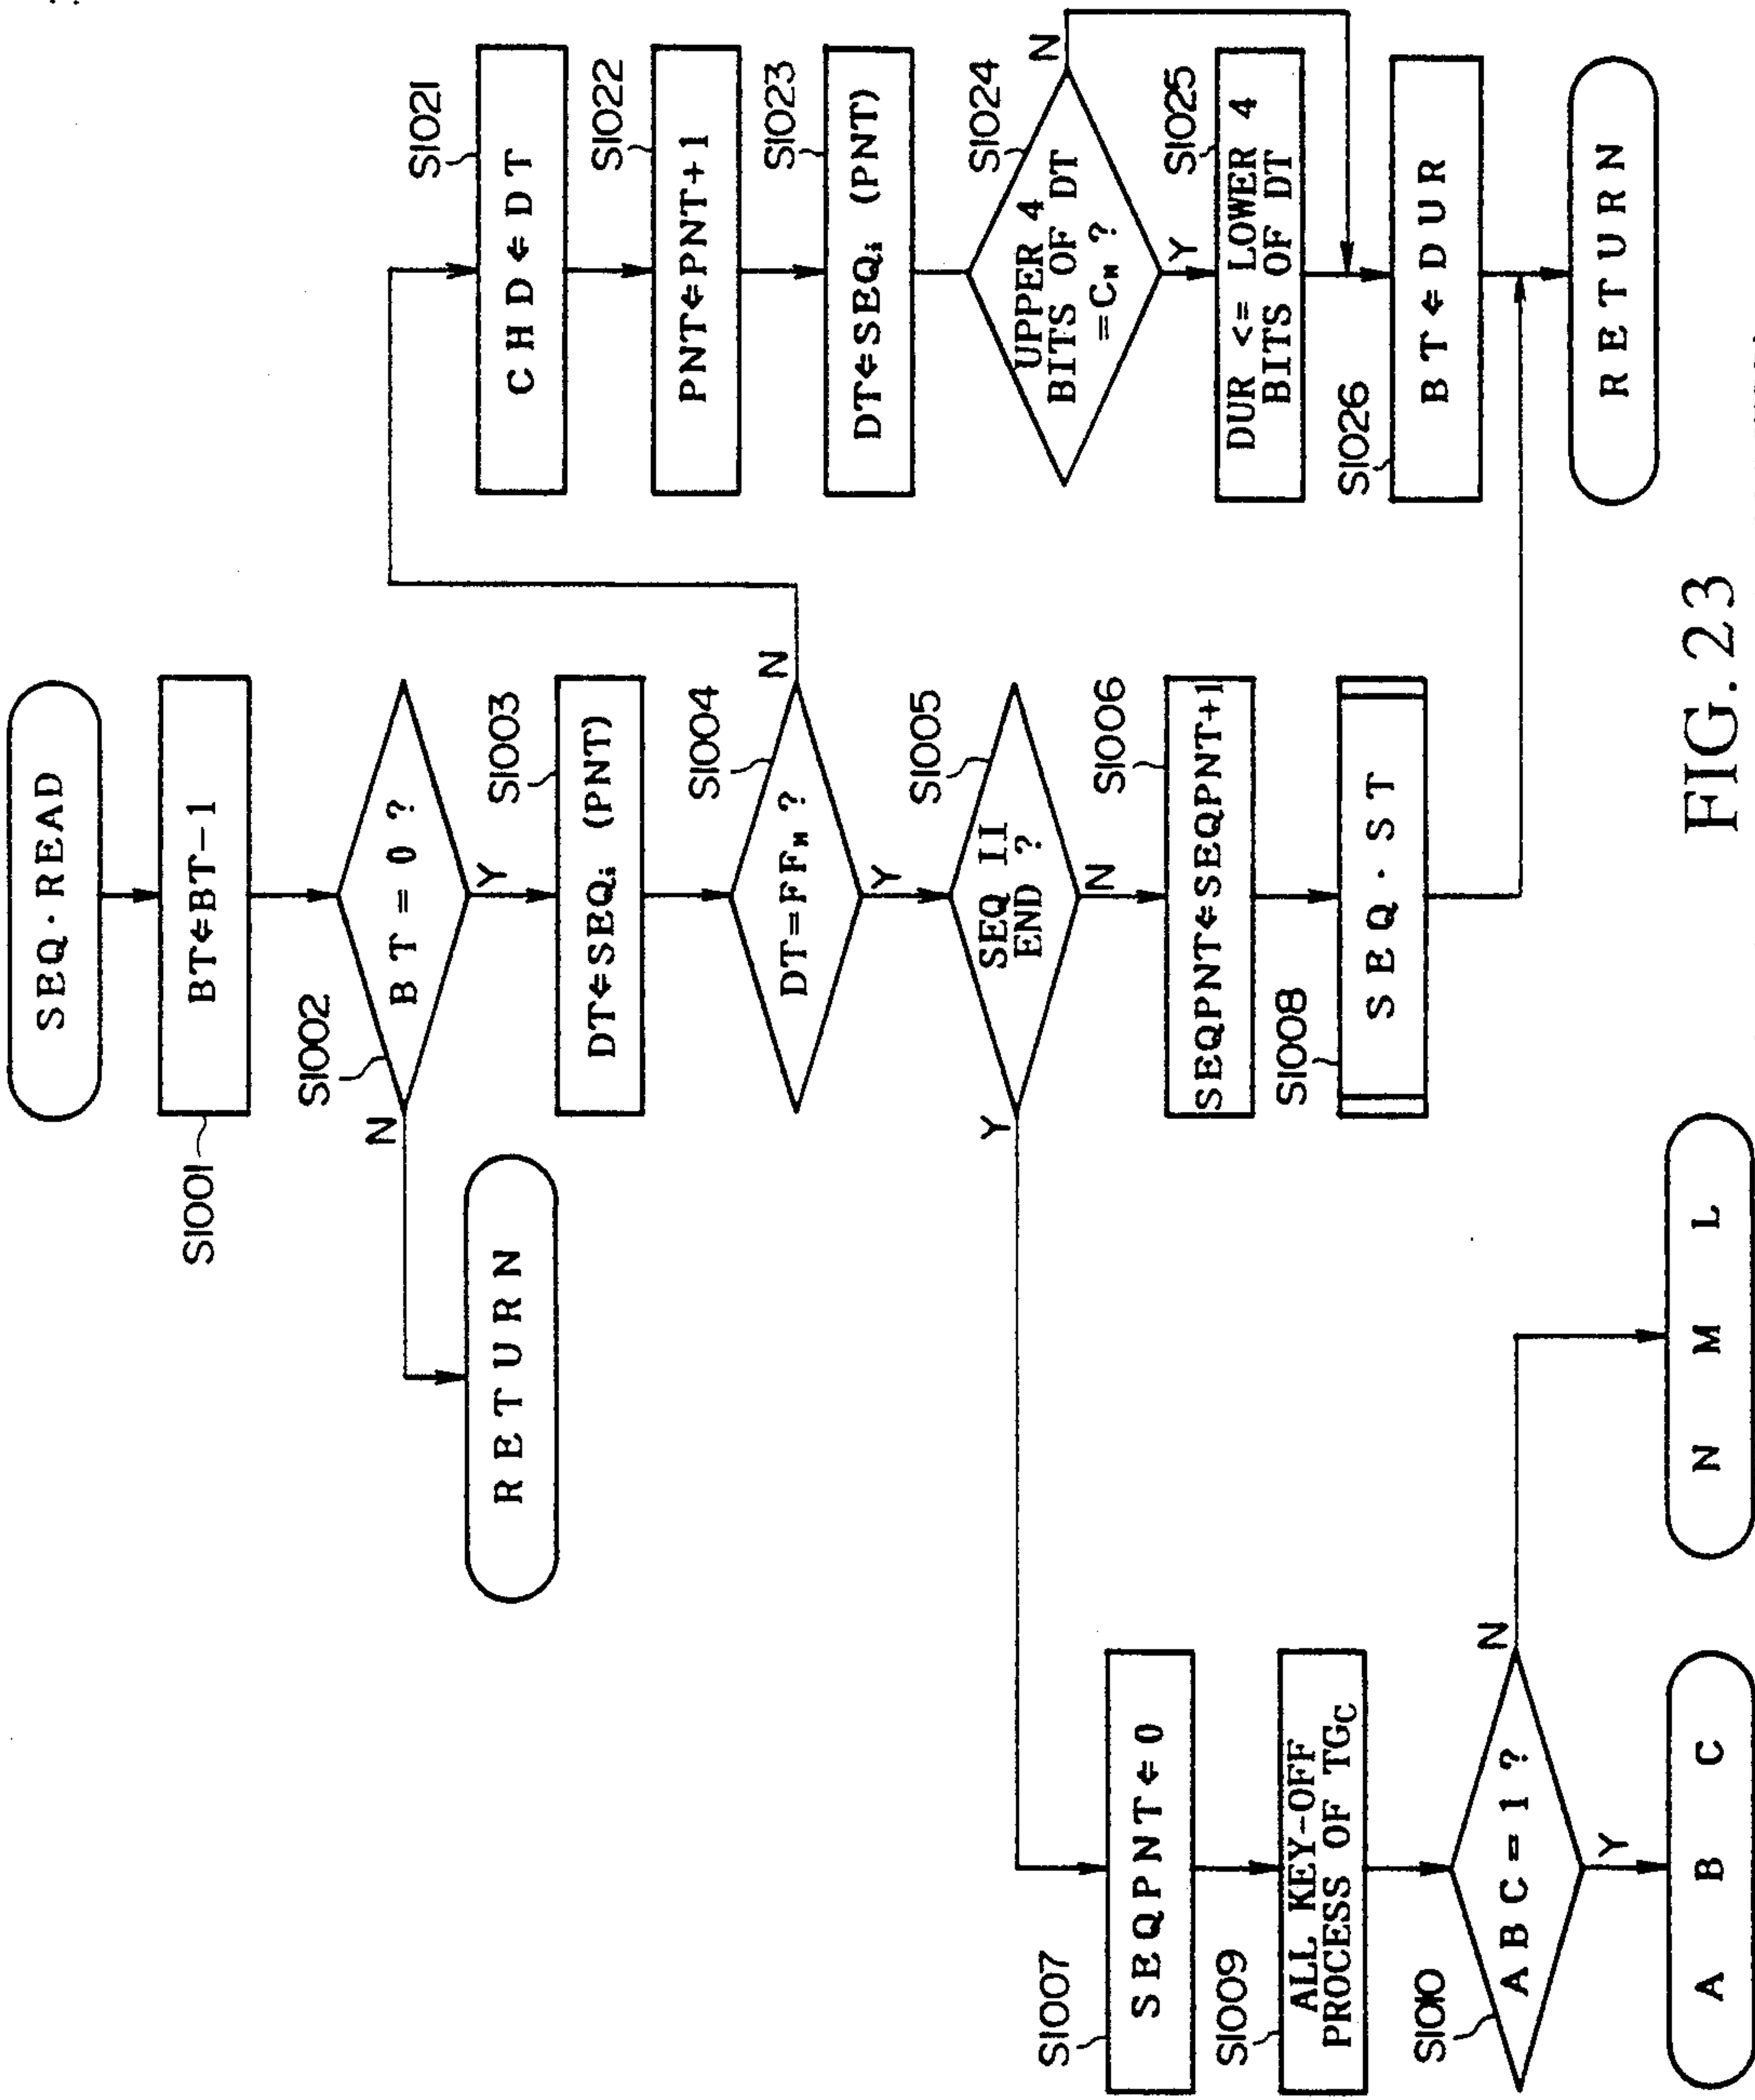 SEQ·READ
S1001
BT⇐BT-1
S1002
BT=0?
N
Y
RETURN
S1003
DT⇐SEQi (PNT)
S1004
DT=FFH?
N
Y
S1005
SEQ II
END ?
Y
N
S1006
SEQPNT⇐SEQPNT+1
S1008
SEQ·ST
S1007
SEQPNT⇐0
S1009
ALL KEY-OFF
PROCESS OF TGC
S1010
ABC=1?
N
Y
ABC
NML
S1021
CHD⇐DT
S1022
PNT⇐PNT+1
S1023
DT⇐SEQi (PNT)
S1024
UPPER 4
BITS OF DT
=CH?
N
Y
S1025
DUR <= LOWER 4
BITS OF DT
S1026
BT⇐DUR
RETURN
FIG. 23